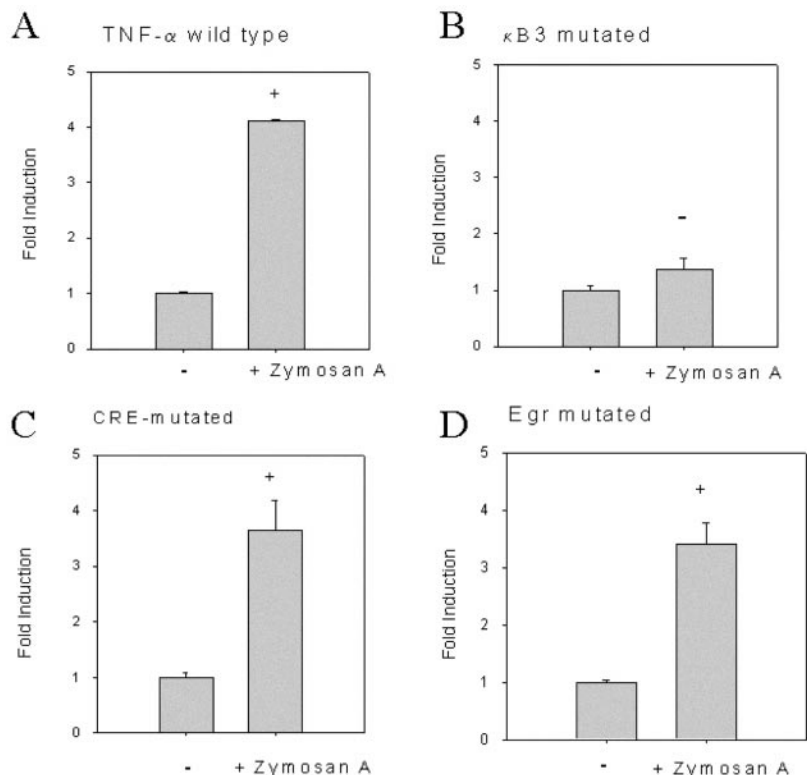 A
TNF-α wild type
5
4
3
2
1
0
Fold Induction
+
- + Zymosan A
B
κB3 mutated
5
4
3
2
1
0
Fold Induction
-
- + Zymosan A
C
CRE-mutated
5
4
3
2
1
0
Fold Induction
+
- + Zymosan A
D
Egr mutated
5
4
3
2
1
0
Fold Induction
+
- + Zymosan A